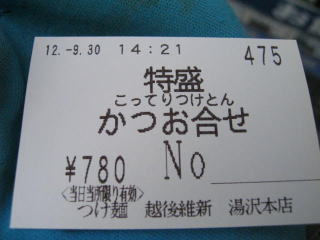 12.-9.30 14:21 475
特盛
こってりつけとん
かつお合せ
¥780 No
<当日当所限り有効>
つけ麺 越後維新 湯沢本店